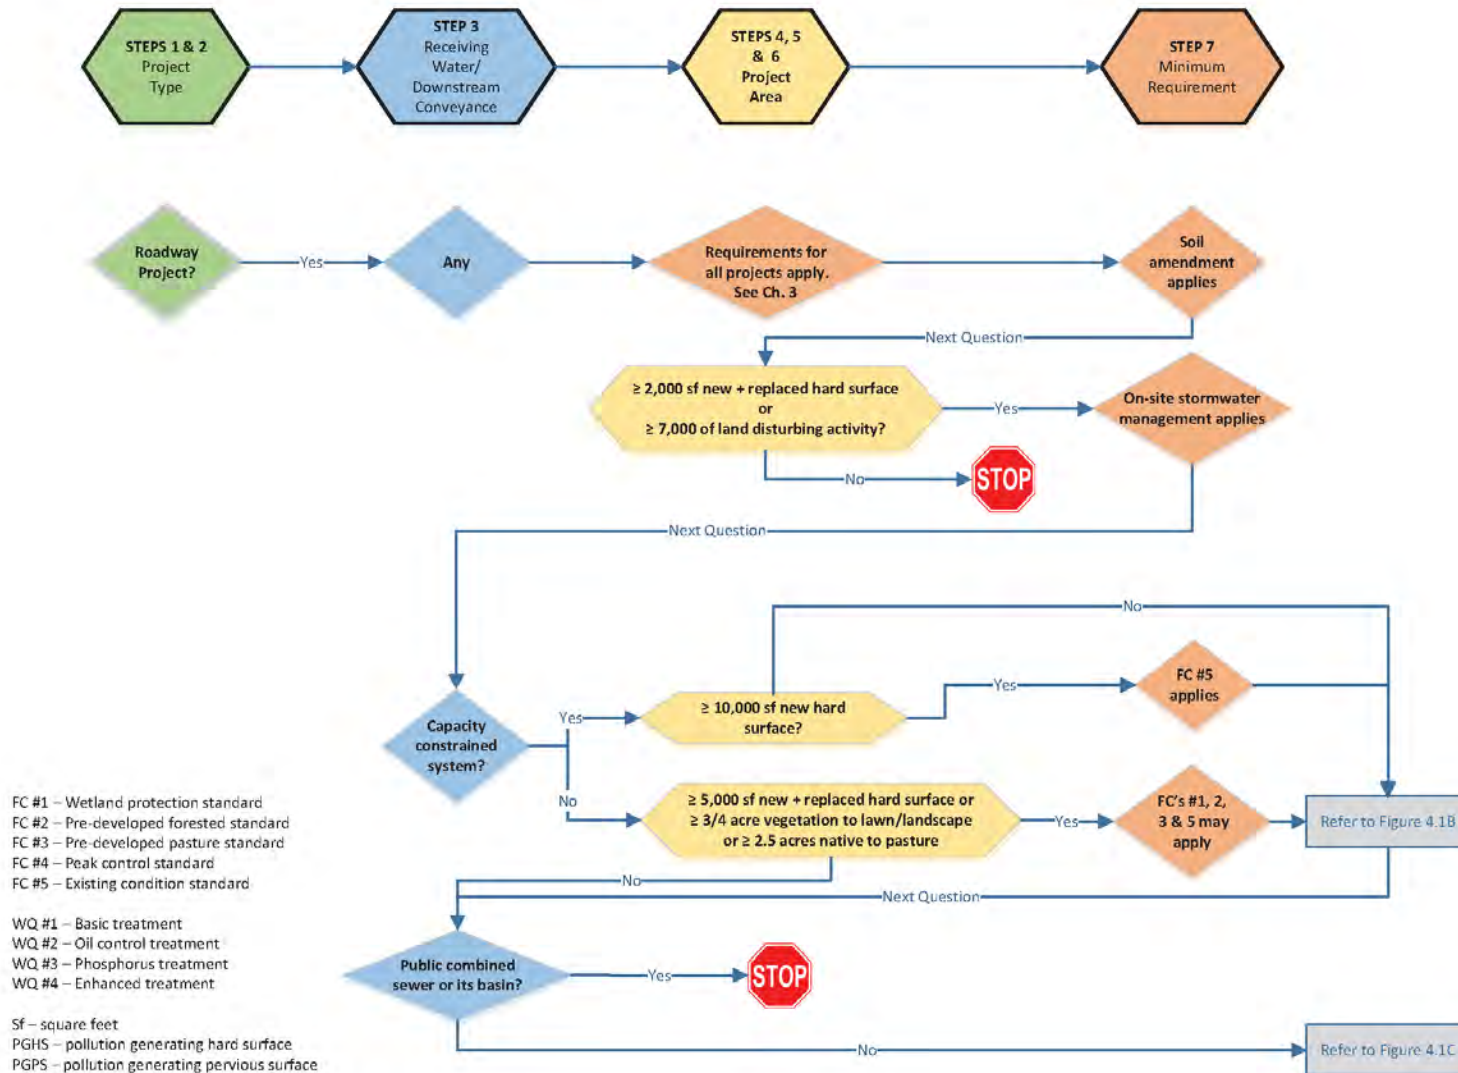 STEPS 1 & 2
Project
Type
STEP 3
Receiving
Water/
Downstream
Conveyance
STEPS 4, 5
& 6
Project
Area
STEP 7
Minimum
Requirement
Roadway
Project?
Yes
Any
Requirements for
all projects apply.
See Ch. 3
Soil
amendment
applies
Next Question
≥ 2,000 sf new + replaced hard surface
or
≥ 7,000 of land disturbing activity?
Yes
On-site stormwater
management applies
No
STOP
Next Question
No
Capacity
constrained
system?
Yes
≥ 10,000 sf new hard
surface?
Yes
FC #5
applies
No
≥ 5,000 sf new + replaced hard surface or
≥ 3/4 acre vegetation to lawn/landscape
or ≥ 2.5 acres native to pasture
Yes
FC's #1, 2,
3 & 5 may
apply
Refer to Figure 4.1B
No
Next Question
Public combined
sewer or its basin?
Yes
STOP
No
Refer to Figure 4.1C
FC #1 – Wetland protection standard
FC #2 – Pre-developed forested standard
FC #3 – Pre-developed pasture standard
FC #4 – Peak control standard
FC #5 – Existing condition standard
WQ #1 – Basic treatment
WQ #2 – Oil control treatment
WQ #3 – Phosphorus treatment
WQ #4 – Enhanced treatment
Sf – square feet
PGHS – pollution generating hard surface
PGPS – pollution generating pervious surface